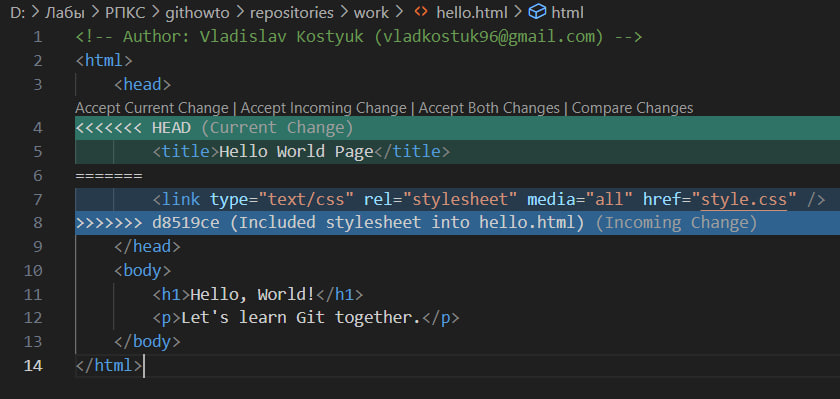 D: > Лабы > РПКС > githowto > repositories > work > <> hello.html > html
1 <!-- Author: Vladislav Kostyuk (vladkostuk96@gmail.com) -->
2 <html>
3 <head>
Accept Current Change | Accept Incoming Change | Accept Both Changes | Compare Changes
4 <<<<<<< HEAD (Current Change)
5 <title>Hello World Page</title>
6 =======
7 <link type="text/css" rel="stylesheet" media="all" href="style.css" />
8 >>>>>>> d8519ce (Included stylesheet into hello.html) (Incoming Change)
9 </head>
10 <body>
11 <h1>Hello, World!</h1>
12 <p>Let's learn Git together.</p>
13 </body>
14 </html>